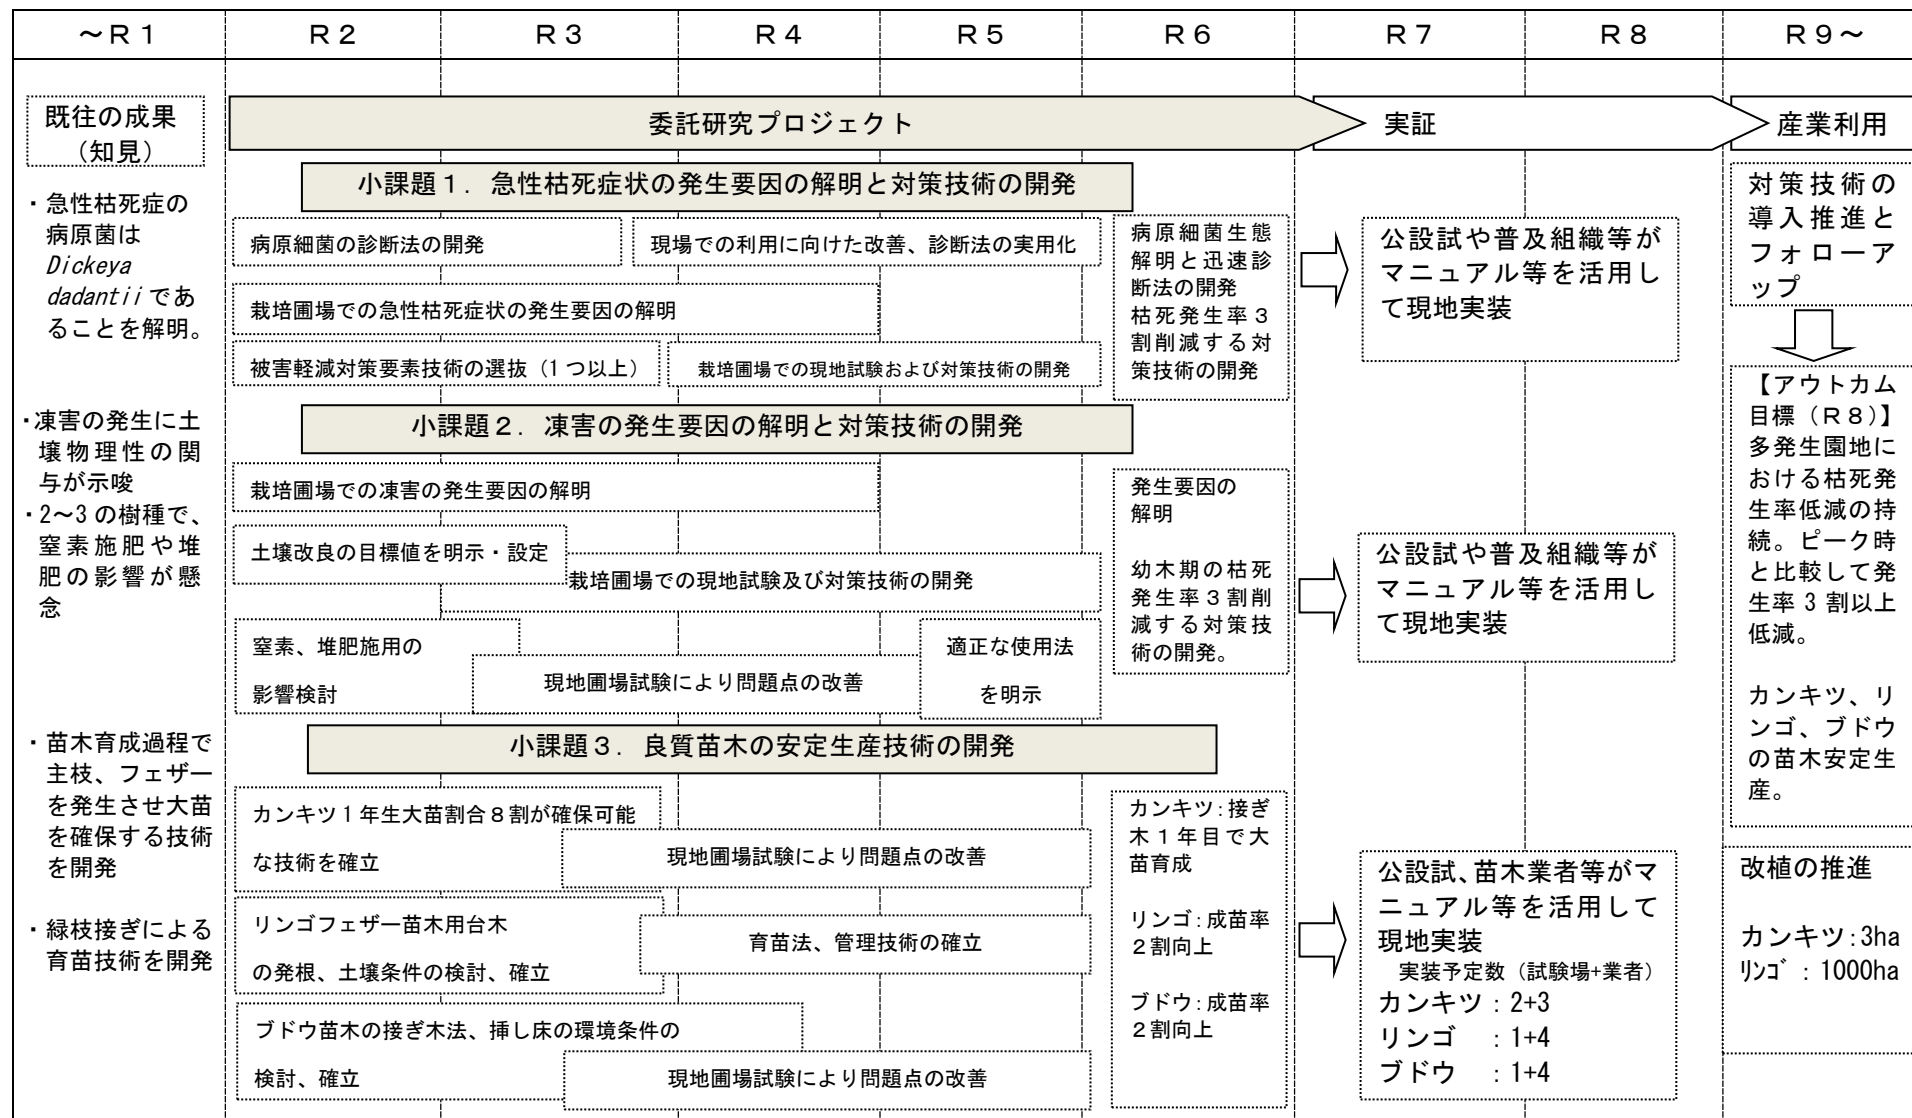 ～Ｒ１
Ｒ２
Ｒ３
Ｒ４
Ｒ５
Ｒ６
Ｒ７
Ｒ８
Ｒ９～
既往の成果
（知見）
委託研究プロジェクト
実証
産業利用
・急性枯死症の
病原菌は
Dickeya
dadantiiであ
ることを解明。
・凍害の発生に土
壌物理性の関
与が示唆
・2～3の樹種で、
窒素施肥や堆
肥の影響が懸
念
・苗木育成過程で
主枝、フェザー
を発生させ大苗
を確保する技術
を開発
・緑枝接ぎによる
育苗技術を開発
小課題１．急性枯死症状の発生要因の解明と対策技術の開発
病原細菌の診断法の開発
現場での利用に向けた改善、診断法の実用化
栽培圃場での急性枯死症状の発生要因の解明
被害軽減対策要素技術の選抜（1つ以上）
栽培圃場での現地試験および対策技術の開発
病原細菌生態
解明と迅速診
断法の開発
枯死発生率３
割削減する対
策技術の開発
公設試や普及組織等が
マニュアル等を活用し
て現地実装
小課題２．凍害の発生要因の解明と対策技術の開発
栽培圃場での凍害の発生要因の解明
土壌改良の目標値を明示・設定
栽培圃場での現地試験及び対策技術の開発
窒素、堆肥施用の
影響検討
現地圃場試験により問題点の改善
適正な使用法
を明示
発生要因の
解明
幼木期の枯死
発生率３割削
減する対策技
術の開発。
公設試や普及組織等が
マニュアル等を活用し
て現地実装
小課題３．良質苗木の安定生産技術の開発
カンキツ1年生大苗割合８割が確保可能
な技術を確立
現地圃場試験により問題点の改善
リンゴフェザー苗木用台木
の発根、土壌条件の検討、確立
育苗法、管理技術の確立
ブドウ苗木の接ぎ木法、挿し床の環境条件の
検討、確立
現地圃場試験により問題点の改善
カンキツ：接ぎ
木１年目で大
苗育成
リンゴ：成苗率
２割向上
ブドウ：成苗率
２割向上
公設試、苗木業者等がマ
ニュアル等を活用して
現地実装
実装予定数（試験場+業者）
カンキツ：2+3
リンゴ　：1+4
ブドウ　：1+4
対策技術の
導入推進と
フォローア
ップ
【アウトカム
目標（Ｒ８）】
多発生園地に
おける枯死発
生率低減の持
続。ピーク時
と比較して発
生率3割以上
低減。
カンキツ、リ
ンゴ、ブドウ
の苗木安定生
産。
改植の推進
カンキツ：3ha
ﾘﾝｺﾞ：1000ha